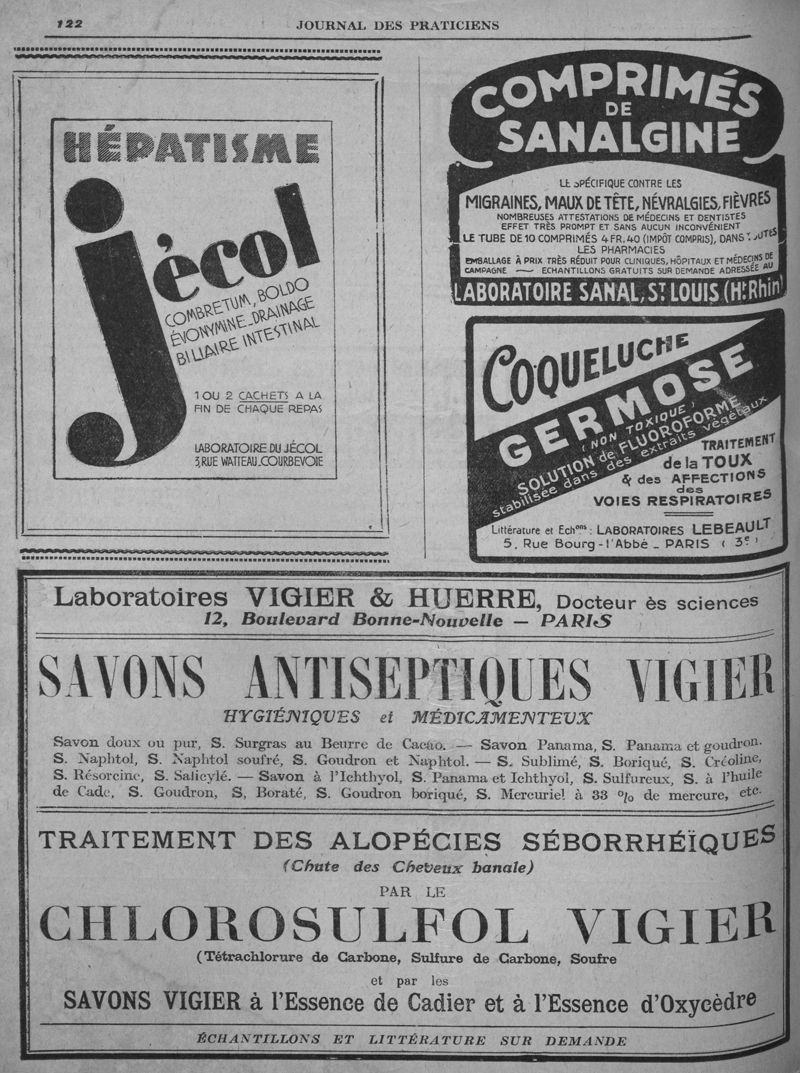 122
JOURNAL DES PRATICIENS
HÉPATISME
jécol
COMBRETUM, BOLDO
ÉVONYMINE_DRAINAGE
BILIAIRE INTESTINAL
1 OU 2 CACHETS A LA
FIN DE CHAQUE REPAS
LABORATOIRE DU JÉCOL
3, RUE WATTEAU_COURBEVOIE
COMPRIMÉS
DE
SANALGINE
LE SPÉCIFIQUE CONTRE LES
MIGRAINES, MAUX DE TÊTE, NÉVRALGIES, FIÈVRES
NOMBREUSES ATTESTATIONS DE MÉDECINS ET DENTISTES
EFFET TRÈS PROMPT ET SANS AUCUN INCONVÉNIENT
LE TUBE DE 10 COMPRIMÉS 4 FR. 40 (IMPÔT COMPRIS), DANS TOUTES
LES PHARMACIES
EMBALLAGE À PRIX TRÈS RÉDUIT POUR CLINIQUES, HÔPITAUX ET MÉDECINS DE
CAMPAGNE — ECHANTILLONS GRATUITS SUR DEMANDE ADRESSÉE AU
LABORATOIRE SANAL, ST LOUIS (Ht Rhin)
COQUELUCHE
GERMOSE
(NON TOXIQUE)
SOLUTION de FLUOROFORME
stabilisée dans des extraits végétaux
TRAITEMENT
de la TOUX
& des AFFECTIONS
des
VOIES RESPIRATOIRES
Littérature et Echons : LABORATOIRES LEBEAULT
5, Rue Bourg-l'Abbé _ PARIS (3e)
Laboratoires VIGIER & HUERRE, Docteur ès sciences
12, Boulevard Bonne-Nouvelle — PARIS
SAVONS ANTISEPTIQUES VIGIER
HYGIÉNIQUES et MÉDICAMENTEUX
Savon doux ou pur, S. Surgras au Beurre de Cacao. — Savon Panama, S. Panama et goudron.
S. Naphtol, S. Naphtol soufré, S. Goudron et Naphtol. — S. Sublimé, S. Boriqué, S. Créoline,
S. Résorcine, S. Salicylé. — Savon à l'Ichthyol, S. Panama et Ichthyol, S. Sulfureux, S. à l'huile
de Cade, S. Goudron, S, Boraté, S. Goudron boriqué, S. Mercuriel à 33 % de mercure, etc.
TRAITEMENT DES ALOPÉCIES SÉBORRHÉÏQUES
(Chute des Cheveux banale)
PAR LE
CHLOROSULFOL VIGIER
(Tétrachlorure de Carbone, Sulfure de Carbone, Soufre
et par les
SAVONS VIGIER à l'Essence de Cadier et à l'Essence d'Oxycèdre
ÉCHANTILLONS ET LITTÉRATURE SUR DEMANDE